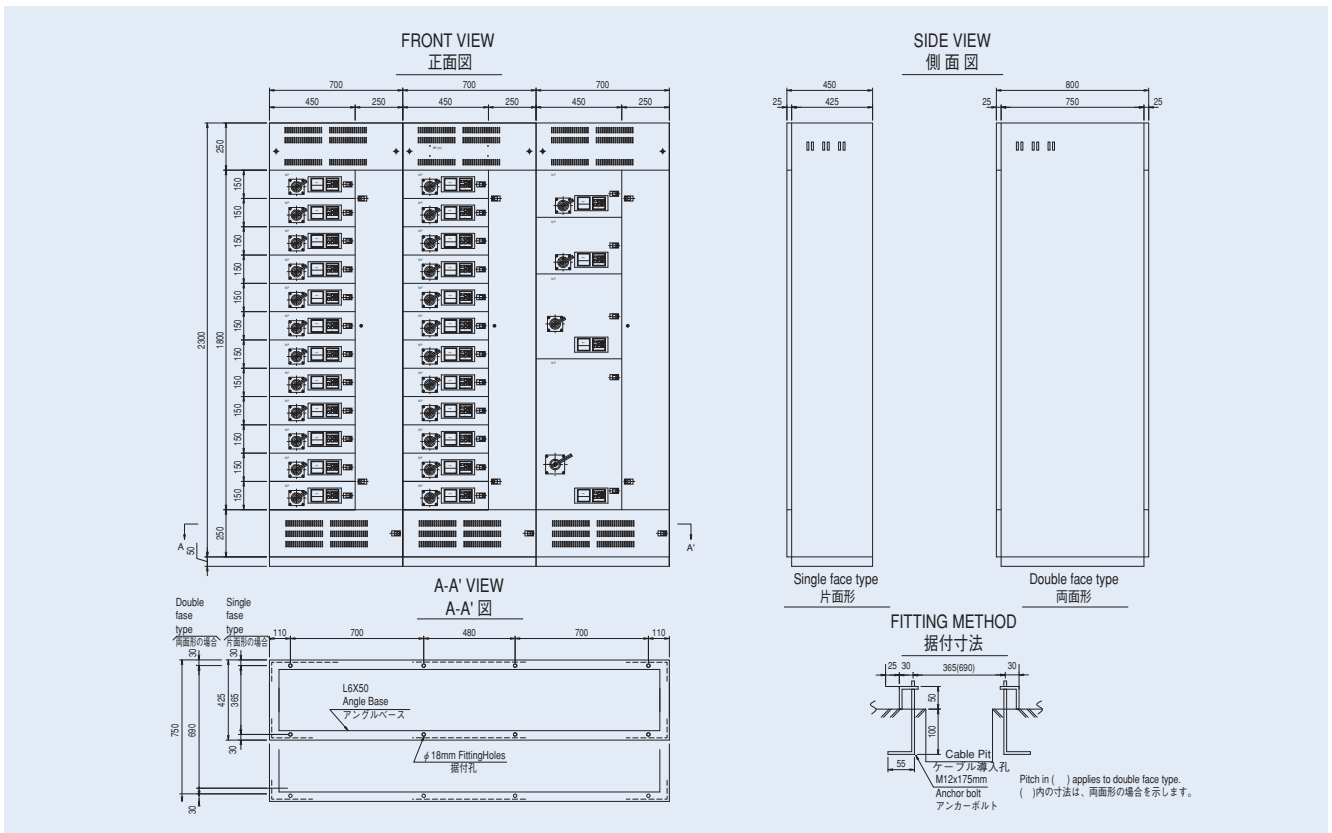 FRONT VIEW
正面図
700 700 700
450 250 450 250 450 250
2300
250
1800
150
150
150
150
150
150
150
150
150
150
150
150
250
50
A A'
SIDE VIEW
側 面 図
450
25 425
800
25 750 25
Single face type
片面形
Double face type
両面形
A-A' VIEW
A-A' 図
Double
fase
type
両面形の場合
Single
fase
type
片面形の場合
110 700 480 700 110
30
30
750
690
425
365
30
30
L6X50
Angle Base
アングルベース
φ18mm FittingHoles
据付孔
FITTING METHOD
据付寸法
25 30 365(690) 30
50
100
55
Cable Pit
ケーブル導入孔
M12x175mm
Anchor bolt
アンカーボルト
Pitch in ( ) applies to double face type.
( )内の寸法は、両面形の場合を示します。